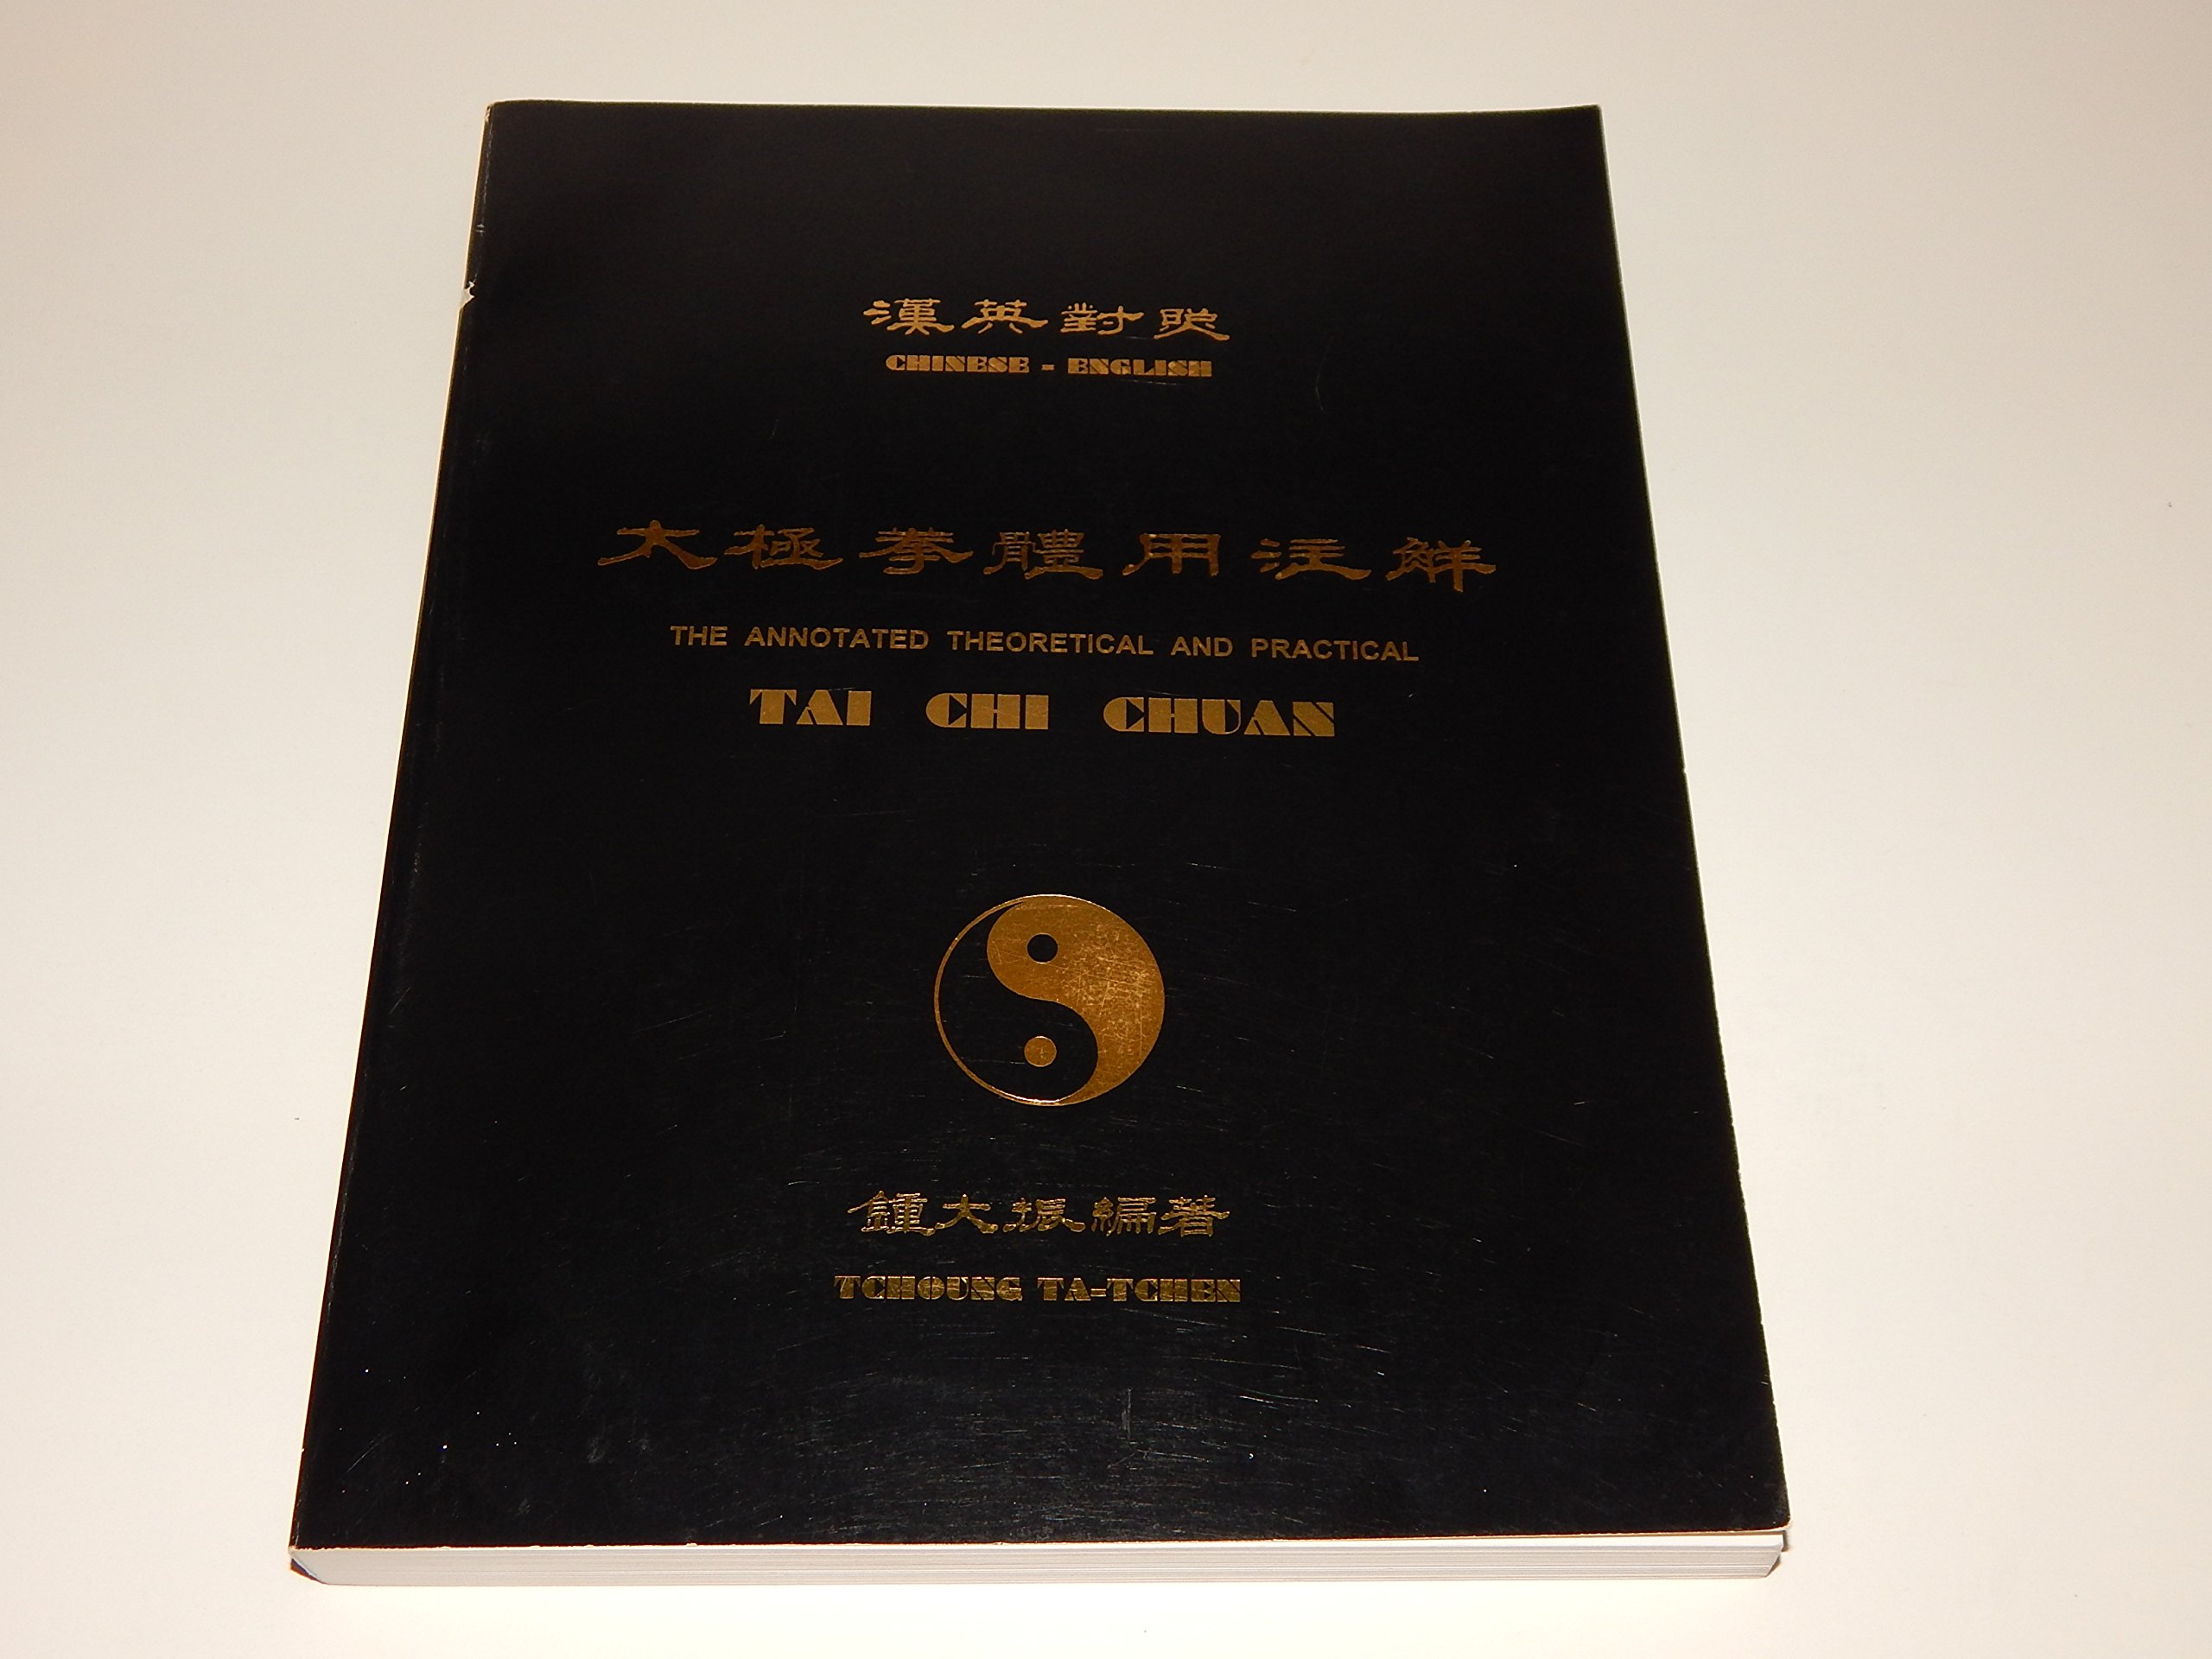 漢英對照
CHINESE - ENGLISH
太極拳體用註解
THE ANNOTATED THEORETICAL AND PRACTICAL
TAI CHI CHUAN
鍾大振編著
TCHOUNG TA-TCHEN